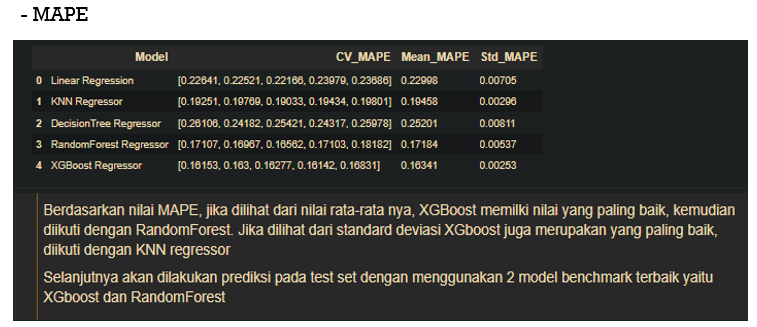 - MAPE
Model CV_MAPE Mean_MAPE Std_MAPE
0 Linear Regression [0.22641, 0.22521, 0.22166, 0.23979, 0.23686] 0.22998 0.00705
1 KNN Regressor [0.19251, 0.19769, 0.19033, 0.19434, 0.19801] 0.19458 0.00296
2 DecisionTree Regressor [0.26106, 0.24182, 0.25421, 0.24317, 0.25978] 0.25201 0.00811
3 RandomForest Regressor [0.17107, 0.16967, 0.16562, 0.17103, 0.18182] 0.17184 0.00537
4 XGBoost Regressor [0.16153, 0.163, 0.16277, 0.16142, 0.16831] 0.16341 0.00253
Berdasarkan nilai MAPE, jika dilihat dari nilai rata-rata nya, XGBoost memilki nilai yang paling baik, kemudian
diikuti dengan RandomForest. Jika dilihat dari standard deviasi XGboost juga merupakan yang paling baik,
diikuti dengan KNN regressor
Selanjutnya akan dilakukan prediksi pada test set dengan menggunakan 2 model benchmark terbaik yaitu
XGboost dan RandomForest